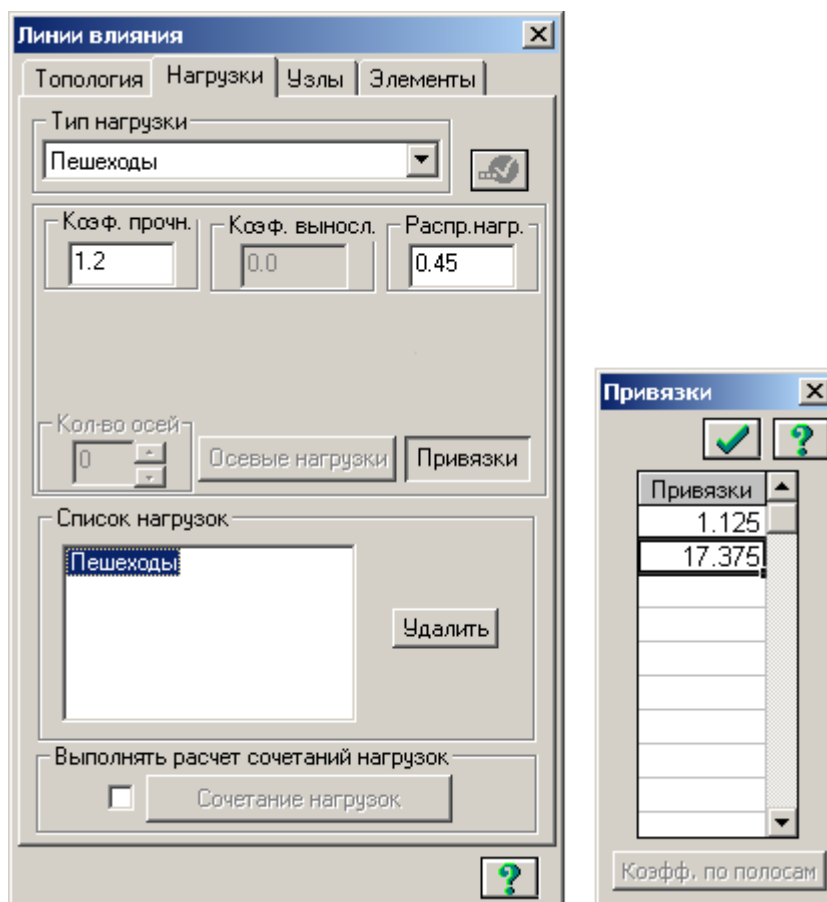 Линии влияния
Топология Нагрузки Узлы Элементы
Тип нагрузки
Пешеходы
Коэф. прочн. Коэф. выносл. Распр.нагр.
1.2 0.0 0.45
Кол-во осей
0 Осевые нагрузки Привязки
Список нагрузок
Пешеходы
Удалить
Выполнять расчет сочетаний нагрузок
Сочетание нагрузок
?
Привязки
?
Привязки
1.125
17.375
Коэфф. по полосам